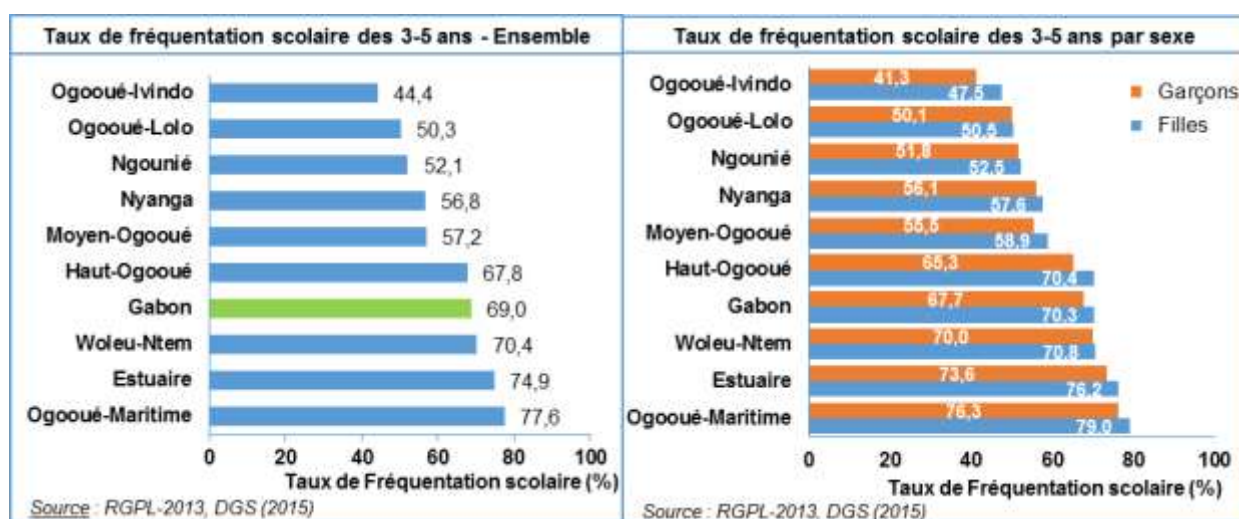 Taux de fréquentation scolaire des 3-5 ans - Ensemble
Ogooué-Ivindo 44,4
Ogooué-Lolo 50,3
Ngounié 52,1
Nyanga 56,8
Moyen-Ogooué 57,2
Haut-Ogooué 67,8
Gabon 69,0
Woleu-Ntem 70,4
Estuaire 74,9
Ogooué-Maritime 77,6
0 20 40 60 80 100
Taux de Fréquentation scolaire (%)
Source : RGPL-2013, DGS (2015)
Taux de fréquentation scolaire des 3-5 ans par sexe
Garçons
Filles
Ogooué-Ivindo 41,3 47,5
Ogooué-Lolo 50,1 50,5
Ngounié 51,8 52,5
Nyanga 56,1 57,6
Moyen-Ogooué 55,5 58,9
Haut-Ogooué 65,3 70,4
Gabon 67,7 70,3
Woleu-Ntem 70,0 70,8
Estuaire 73,6 76,2
Ogooué-Maritime 76,3 79,0
0 20 40 60 80 100
Taux de Fréquentation scolaire (%)
Source : RGPL-2013, DGS (2015)